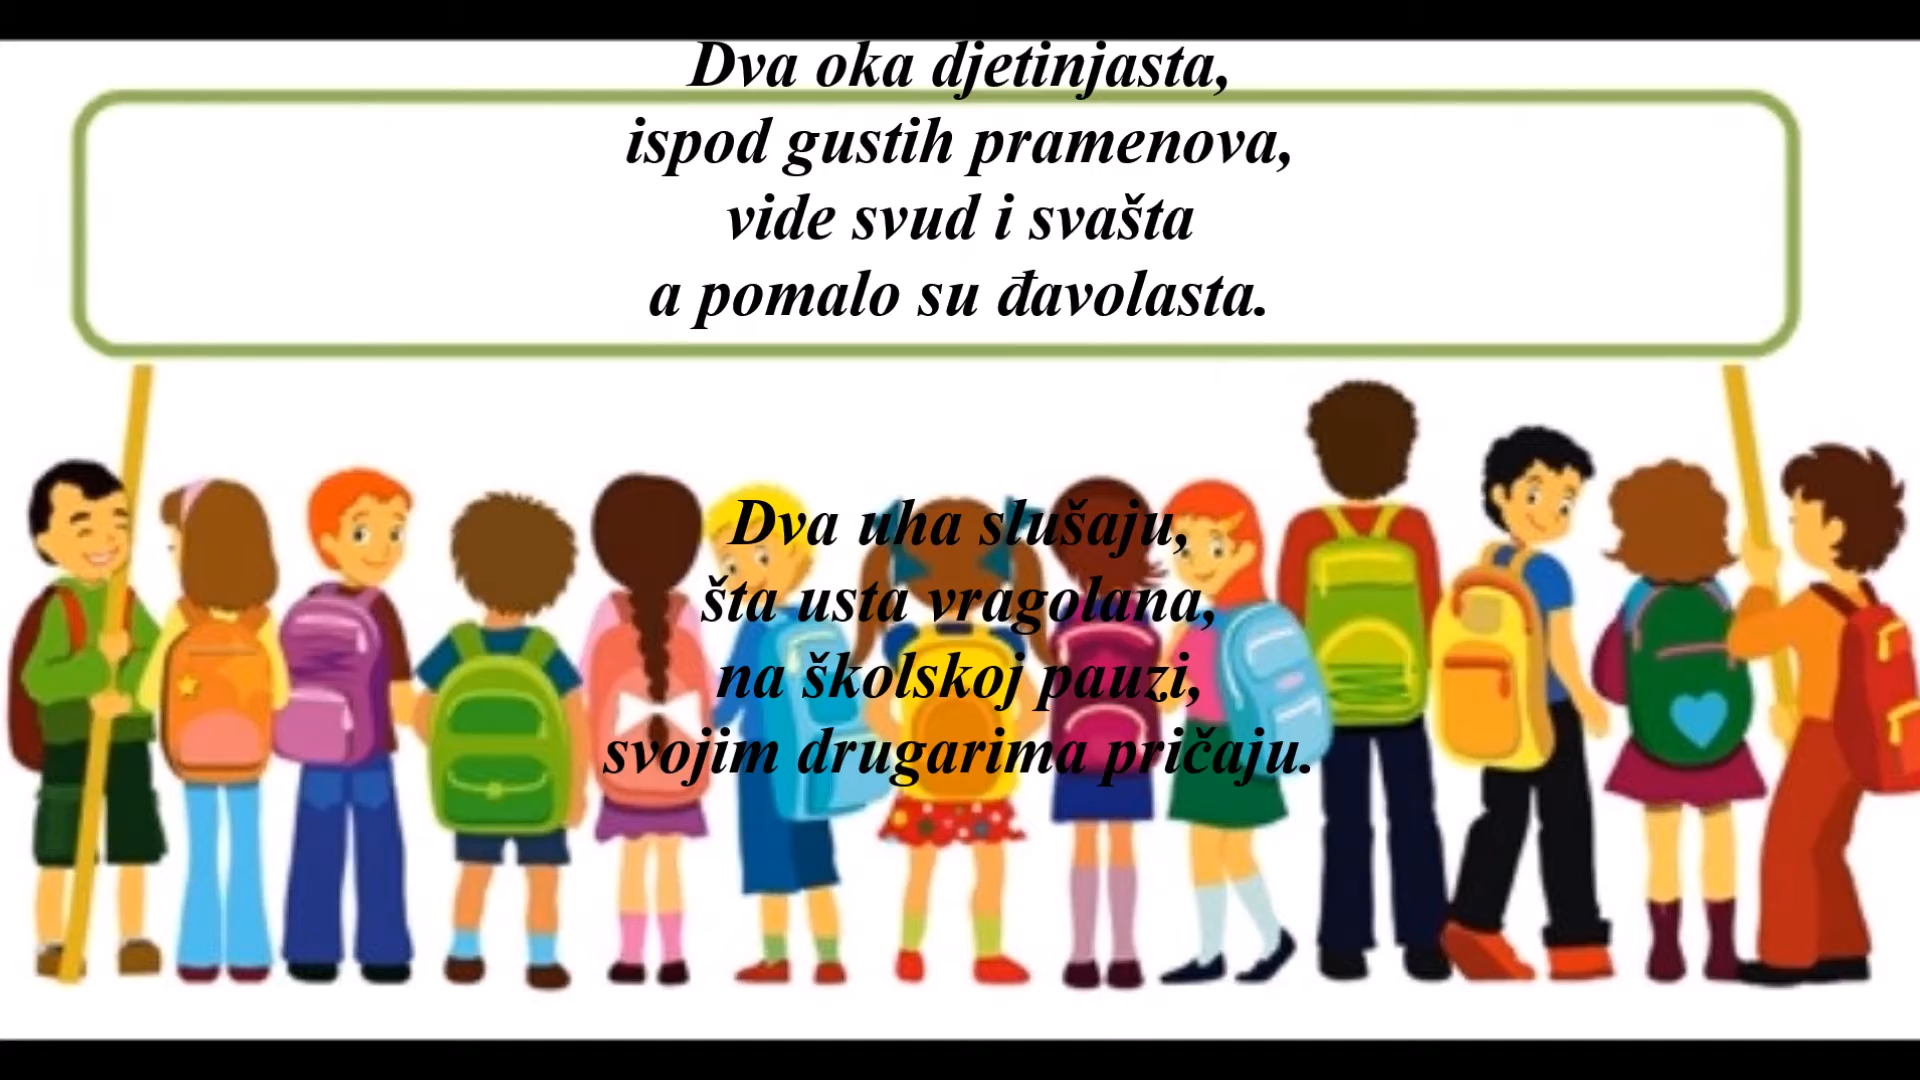 Dva oka djetinjasta,
ispod gustih pramenova,
vide svud i svašta
a pomalo su đavolasta.
Dva uha slušaju,
šta usta vragolana,
na školskoj pauzi,
svojim drugarima pričaju.